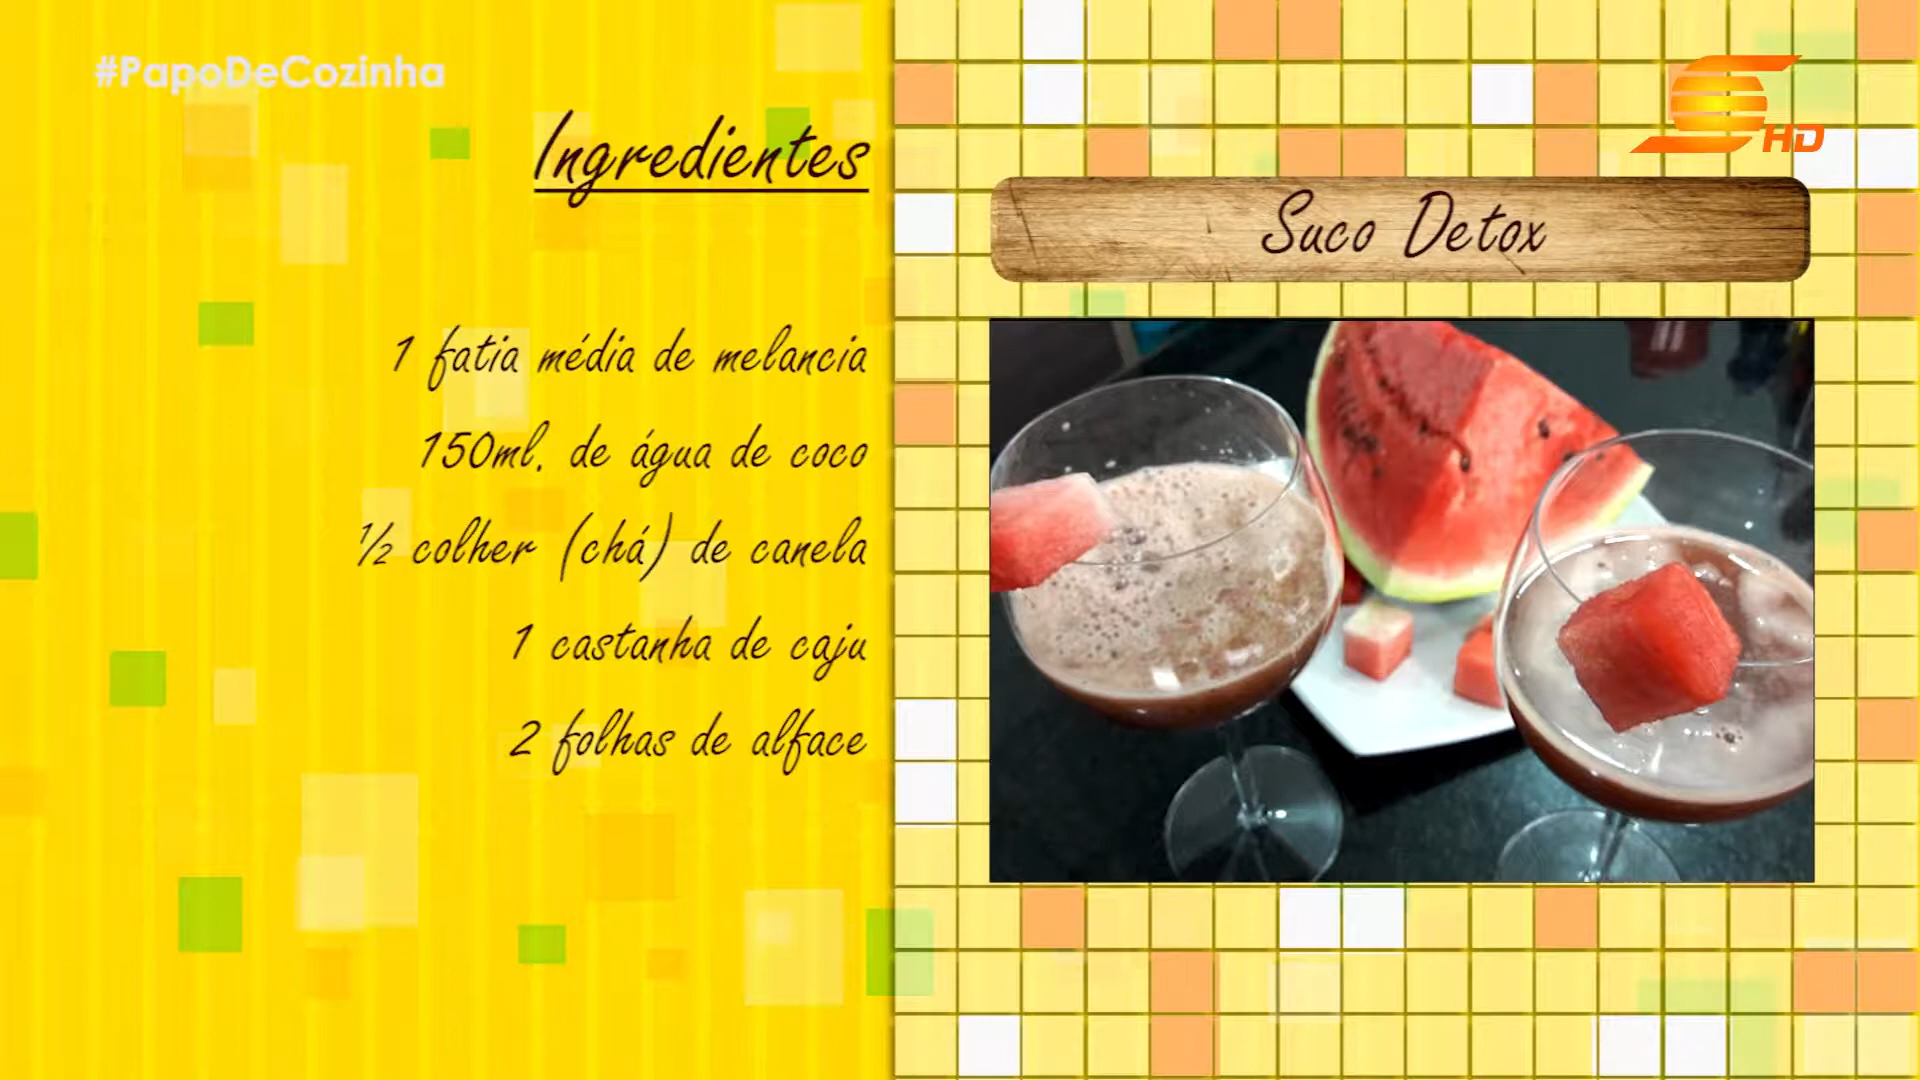 #PapoDeCozinha
Ingredientes
1 fatia média de melancia
150ml. de água de coco
½ colher (chá) de canela
1 castanha de caju
2 folhas de alface
HD
Suco Detox